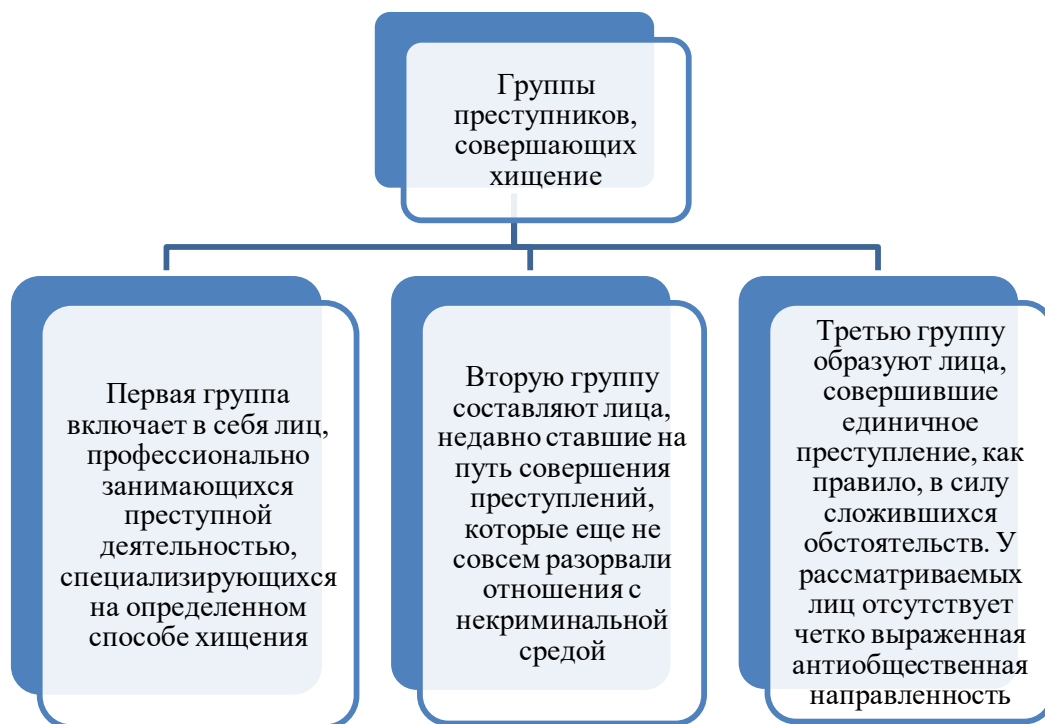 Группы
преступников,
совершающих
хищение
Первая группа
включает в себя лиц,
профессионально
занимающихся
преступной
деятельностью,
специализирующихся
на определенном
способе хищения
Вторую группу
составляют лица,
недавно ставшие на
путь совершения
преступлений,
которые еще не
совсем разорвали
отношения с
некриминальной
средой
Третью группу
образуют лица,
совершившие
единичное
преступление, как
правило, в силу
сложившихся
обстоятельств. У
рассматриваемых
лиц отсутствует
четко выраженная
антиобщественная
направленность